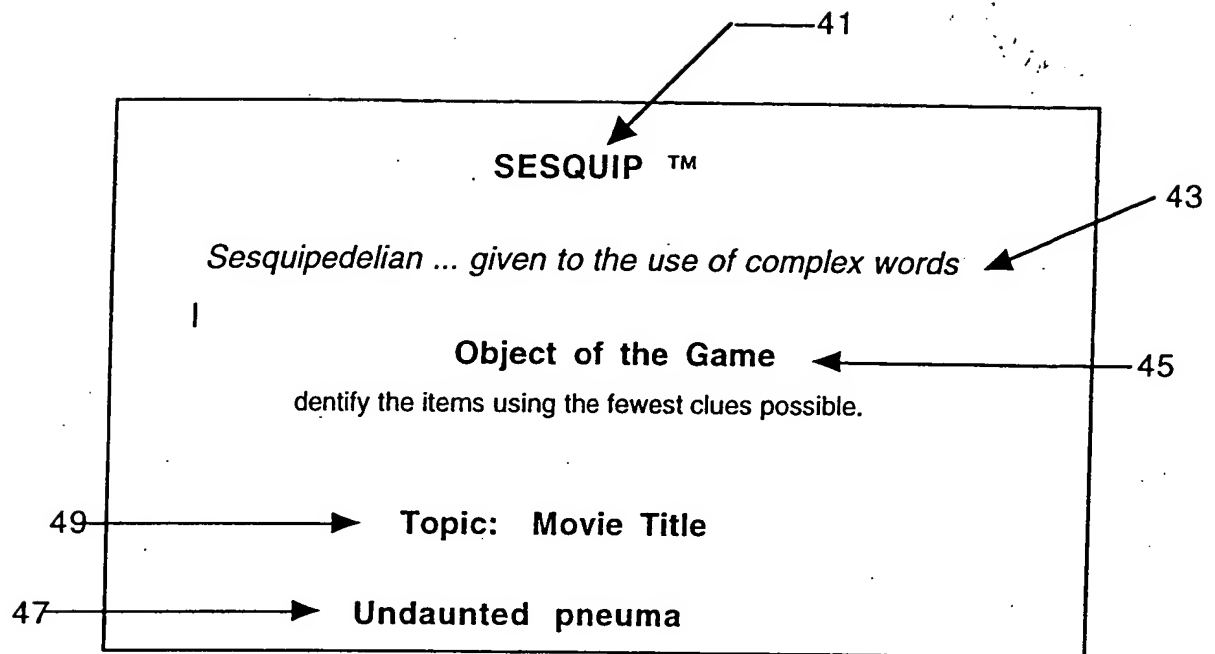 41
SESQUIP ™
43
Sesquipedelian ... given to the use of complex words
I
Object of the Game
45
dentify the items using the fewest clues possible.
49
Topic: Movie Title
47
Undaunted pneuma